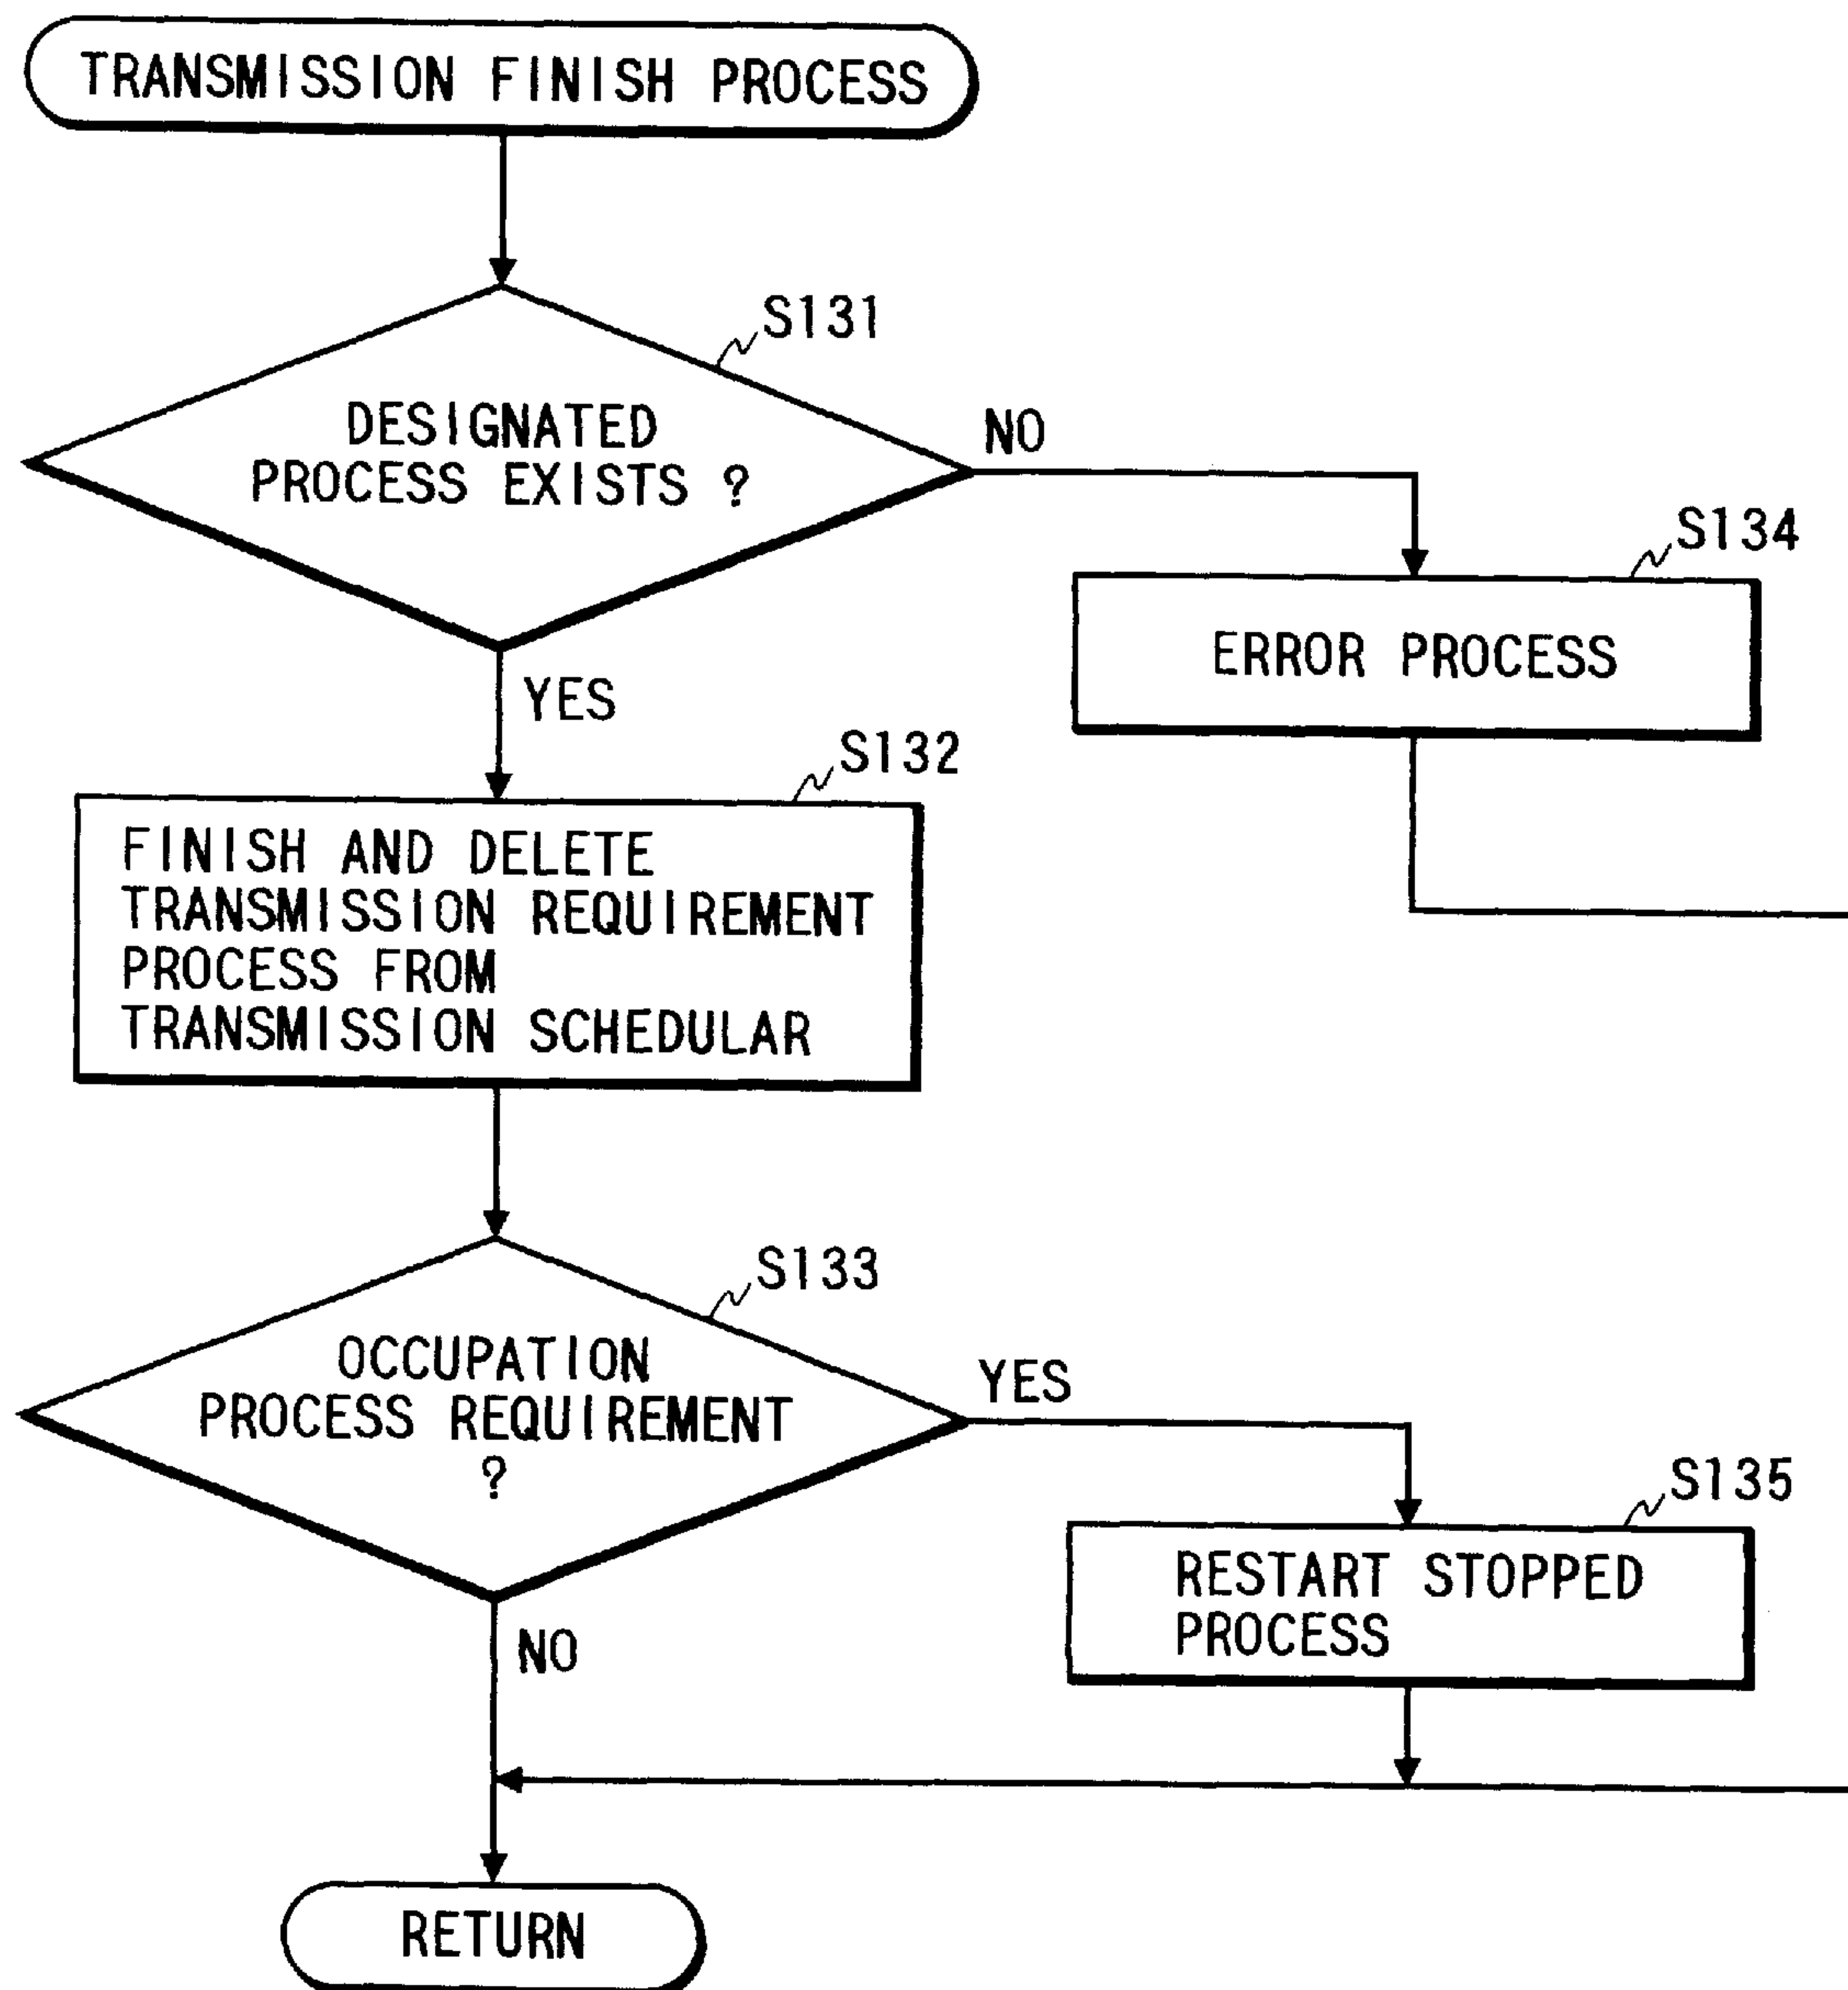 TRANSMISSION FINISH PROCESS
S131
DESIGNATED
PROCESS EXISTS ?
NO
S134
ERROR PROCESS
YES
S132
FINISH AND DELETE
TRANSMISSION REQUIREMENT
PROCESS FROM
TRANSMISSION SCHEDULAR
S133
OCCUPATION
PROCESS REQUIREMENT
?
YES
S135
RESTART STOPPED
PROCESS
NO
RETURN